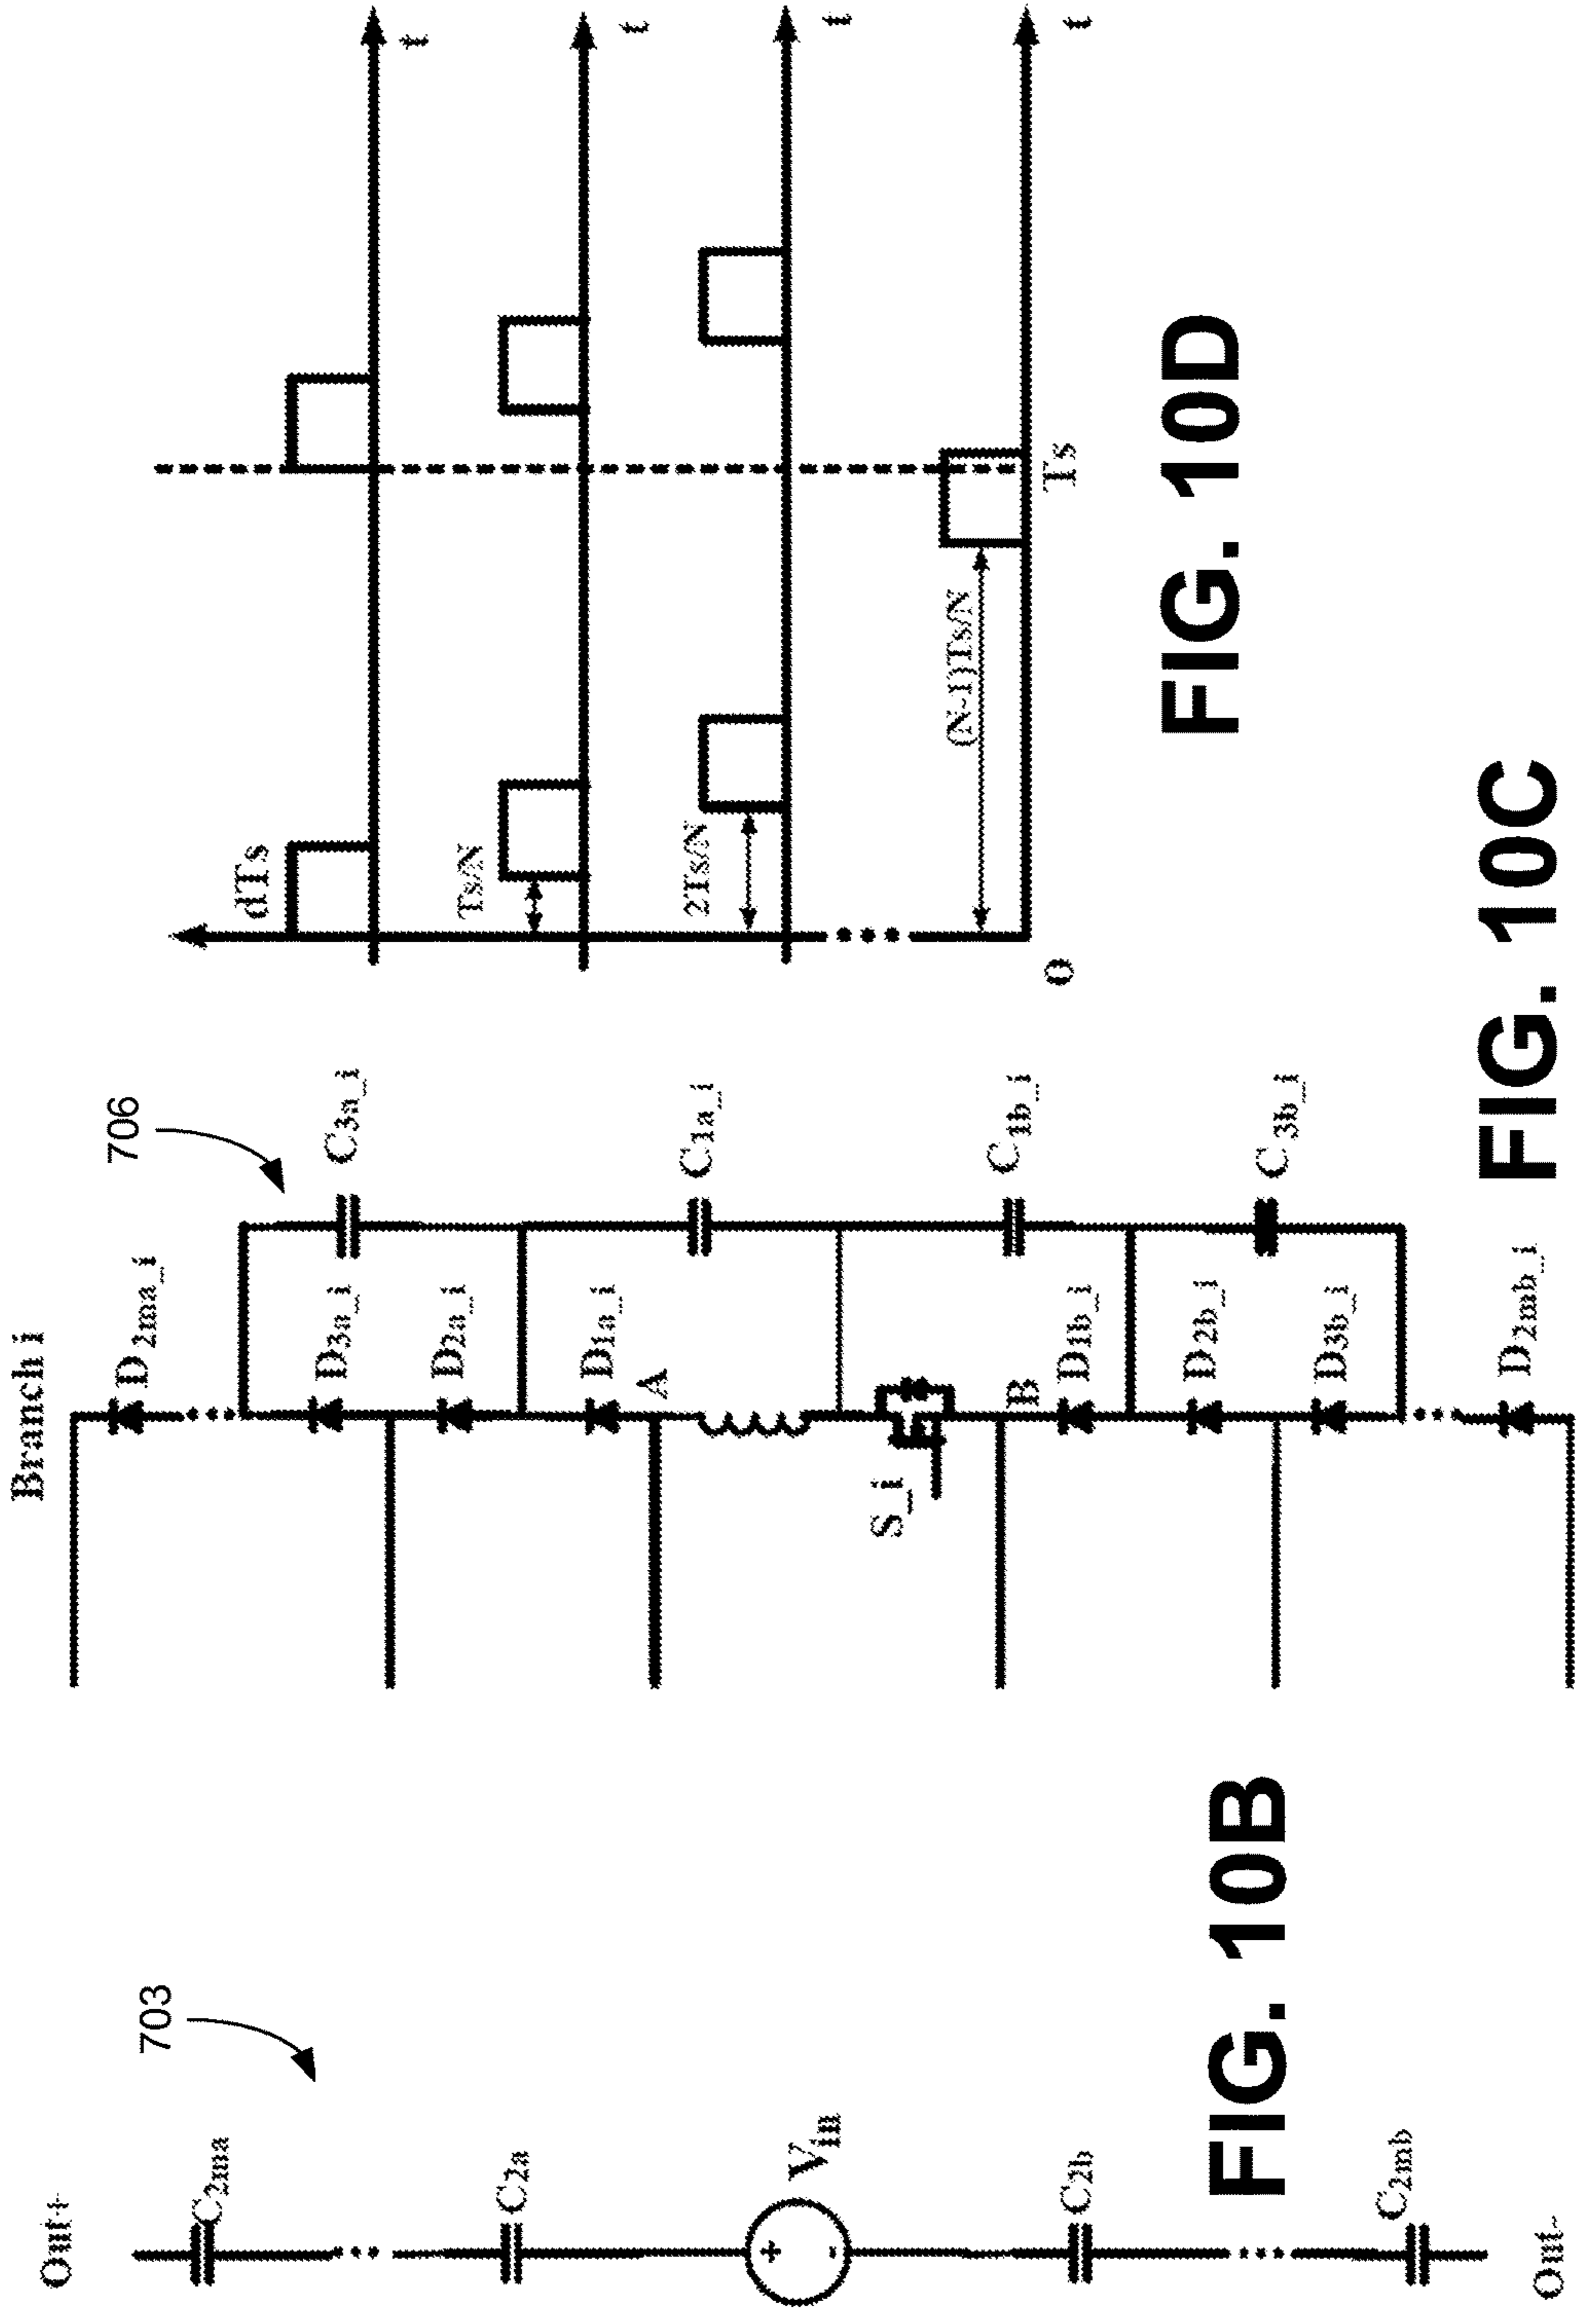 703
Out+
C2ma
C2a
Vin
+
-
C2b
C2mb
Out-
FIG. 10B
Branch i
706
D2ma_i
D3a_i
C3a_i
D2a_i
D1a_i
C1a_i
A
S_i
C1b_i
B
D1b_i
D2b_i
C3b_i
D3b_i
D2mb_i
FIG. 10C
dTs
t
Ts/N
t
2Ts/N
t
(N-1)Ts/N
t
o
Ts
FIG. 10D